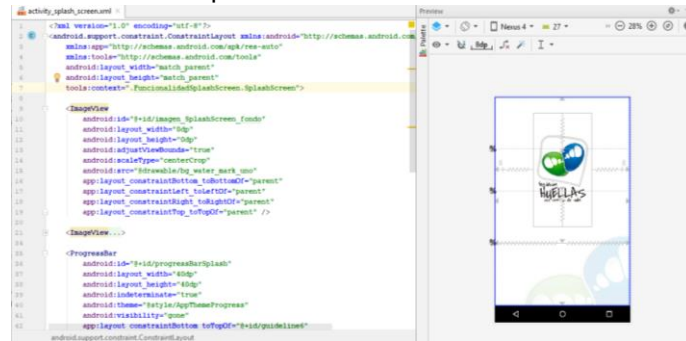 activity_splash_screen.xml
Preview
<?xml version="1.0" encoding="utf-8"?>
<android.support.constraint.ConstraintLayout xmlns:android="http://schemas.android.com
xmlns:app="http://schemas.android.com/apk/res-auto"
xmlns:tools="http://schemas.android.com/tools"
android:layout_width="match_parent"
android:layout_height="match_parent"
tools:context=".FuncionalidadSplashScreen.SplashScreen">
<ImageView
android:id="@+id/imagen_SplashScreen_fondo"
android:layout_width="0dp"
android:layout_height="0dp"
android:adjustViewBounds="true"
android:scaleType="centerCrop"
android:src="@drawable/bg_water_mark_uno"
app:layout_constraintBottom_toBottomOf="parent"
app:layout_constraintLeft_toLeftOf="parent"
app:layout_constraintRight_toRightOf="parent"
app:layout_constraintTop_toTopOf="parent" />
<ImageView...>
<ProgressBar
android:id="@+id/progressBarSplash"
android:layout_width="40dp"
android:layout_height="40dp"
android:indeterminate="true"
android:theme="@style/AppThemeProgress"
android:visibility="gone"
app:layout_constraintBottom_toTopOf="@+id/guideline6"
android.support.constraint.ConstraintLayout
Palette
Nexus 4
27
28%
8dp
HUELLAS